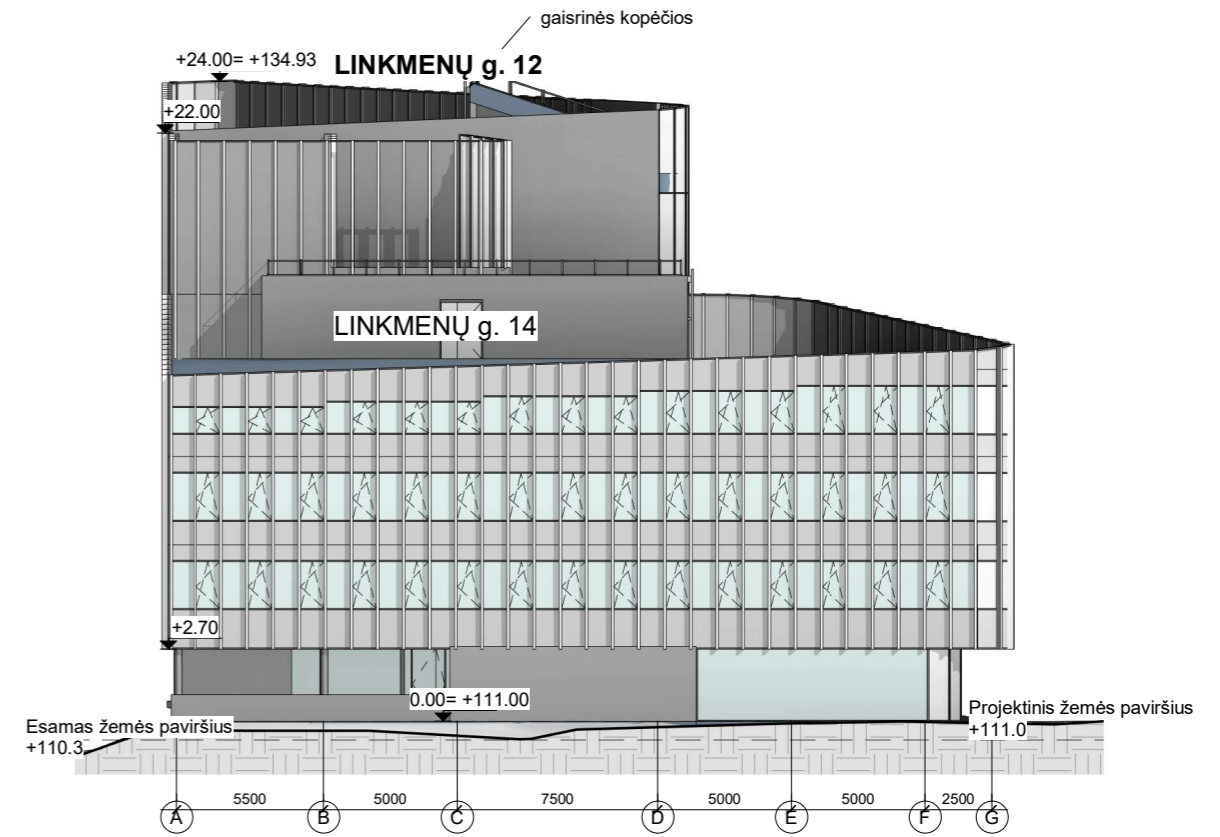 gaisrinės kopėčios
+24.00= +134.93
LINKMENŲ g. 12
+22.00
LINKMENŲ g. 14
+2.70
0.00= +111.00
Esamas žemės paviršius
+110.3
Projektinis žemės paviršius
+111.0
5500 5000 7500 5000 5000 2500
A B C D E F G